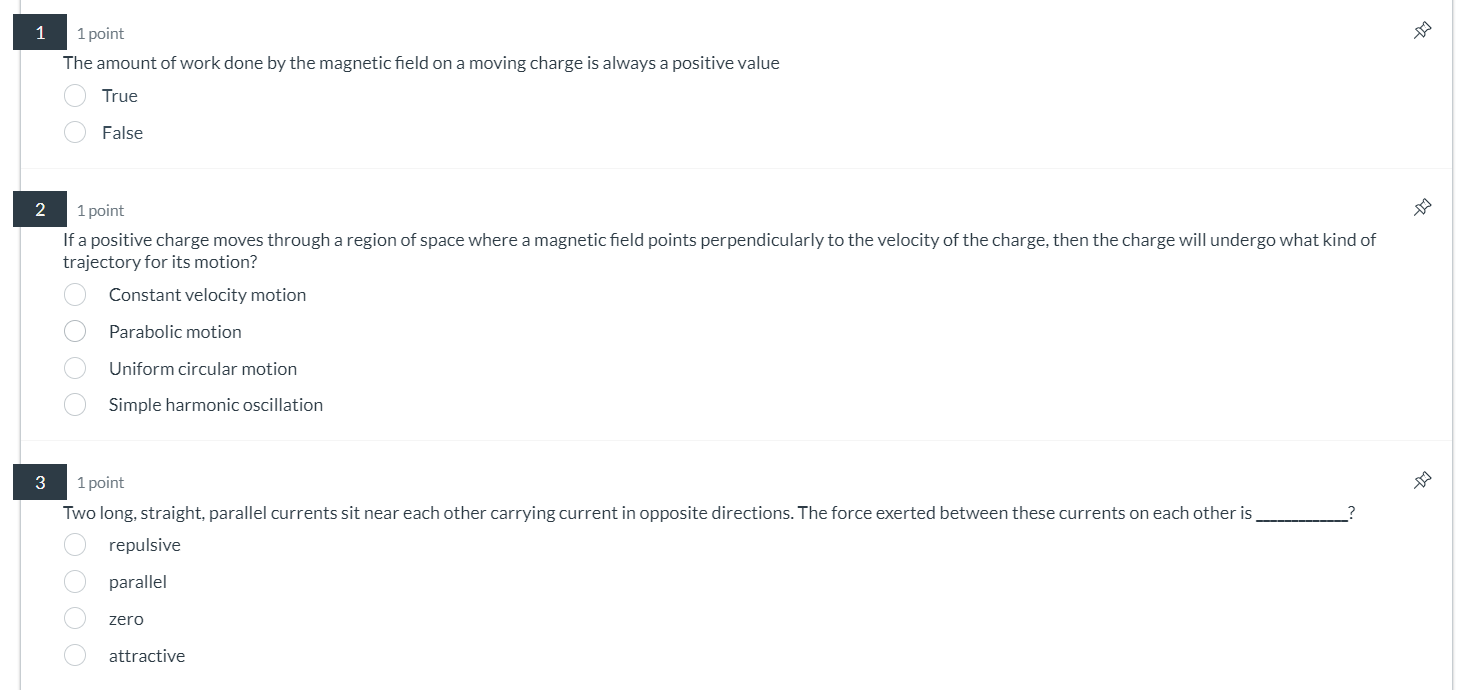 1
1 point
The amount of work done by the magnetic field on a moving charge is always a positive value
True
False
2
1 point
If a positive charge moves through a region of space where a magnetic field points perpendicularly to the velocity of the charge, then the charge will undergo what kind of
trajectory for its motion?
Constant velocity motion
Parabolic motion
Uniform circular motion
Simple harmonic oscillation
3
1 point
Two long, straight, parallel currents sit near each other carrying current in opposite directions. The force exerted between these currents on each other is _____________?
repulsive
parallel
zero
attractive